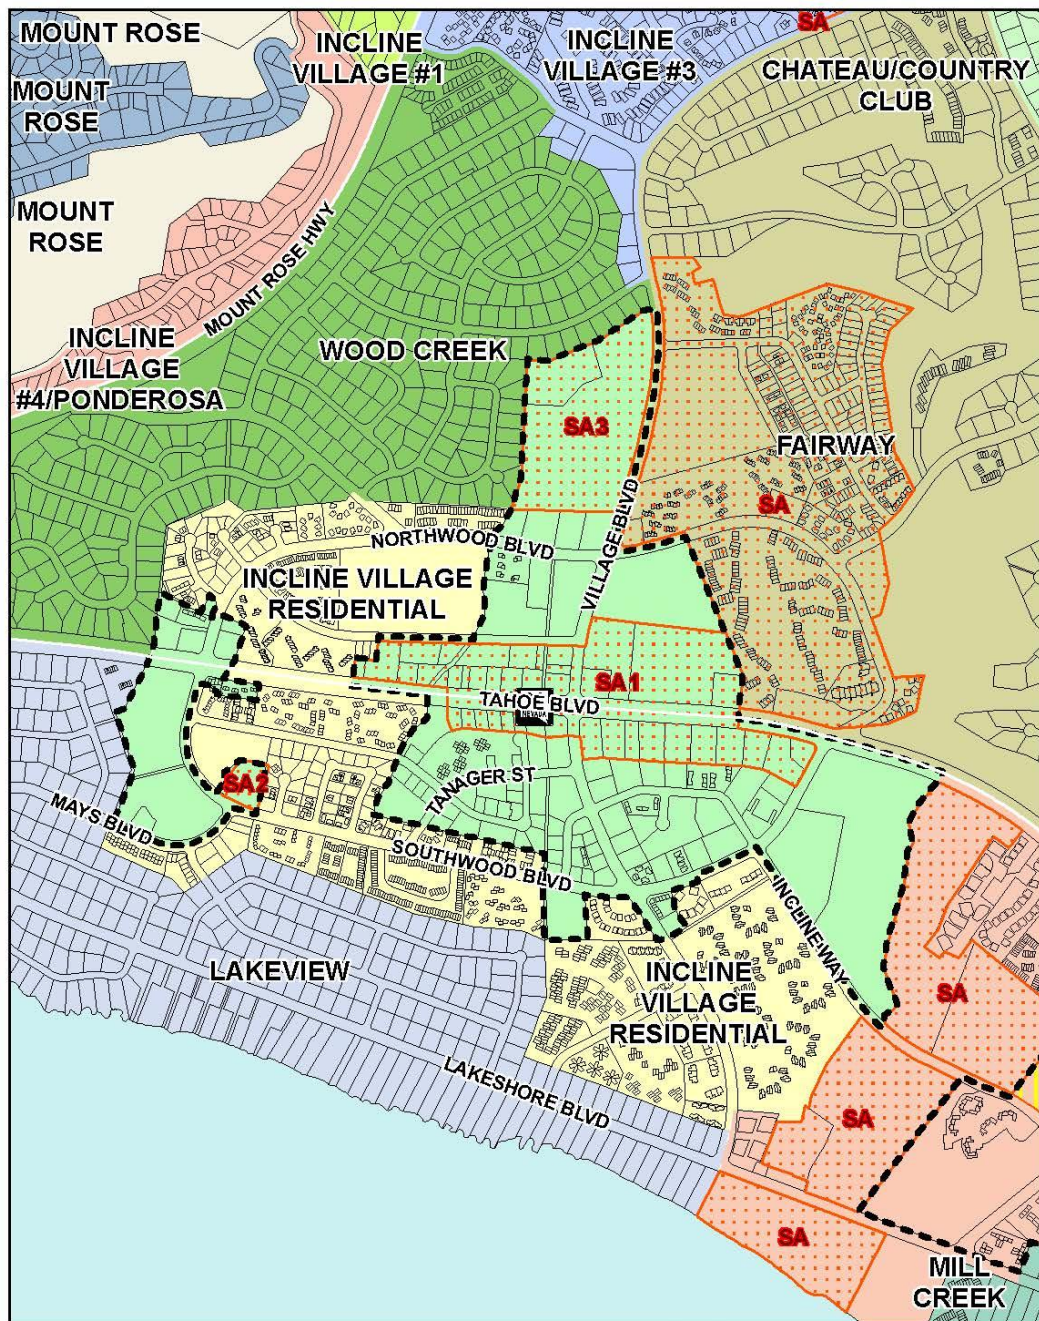 MOUNT ROSE
INCLINE
VILLAGE #1
INCLINE
VILLAGE #3
SA
CHATEAU/COUNTRY
CLUB
MOUNT
ROSE
MOUNT
ROSE
MOUNT ROSE HWY
INCLINE
VILLAGE
#4/PONDEROSA
WOOD CREEK
SA3
FAIRWAY
SA
VILLAGE BLVD
NORTHWOOD BLVD
INCLINE VILLAGE
RESIDENTIAL
SA1
TAHOE BLVD
NEVADA
SA2
TANAGER ST
MAYS BLVD
SOUTHWOOD BLVD
INCLINE WAY
LAKEVIEW
INCLINE
VILLAGE
RESIDENTIAL
SA
LAKESHORE BLVD
SA
SA
MILL
CREEK